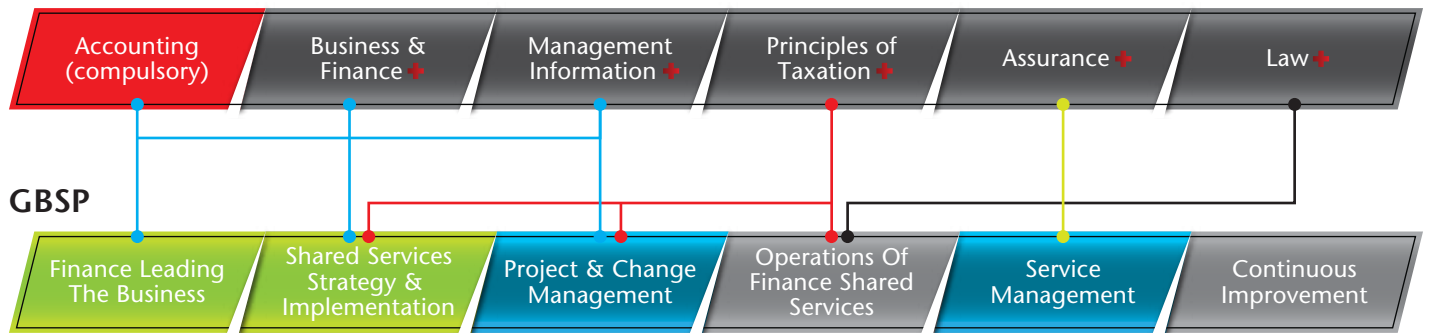 Accounting
(compulsory)
Business &
Finance
Management
Information
Principles of
Taxation
Assurance
Law
GBSP
Finance Leading
The Business
Shared Services
Strategy &
Implementation
Project & Change
Management
Operations Of
Finance Shared
Services
Service
Management
Continuous
Improvement